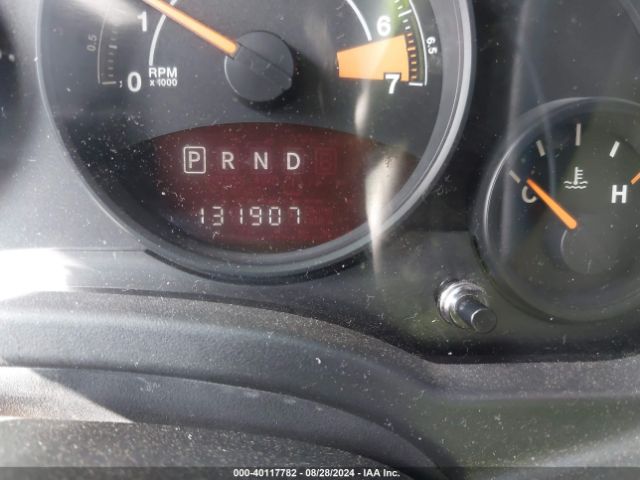 0.5 1 6 6.5
0 RPM x1000 7
P R N D
131907
C H
000-40117782 - 08/28/2024 - IAA Inc.